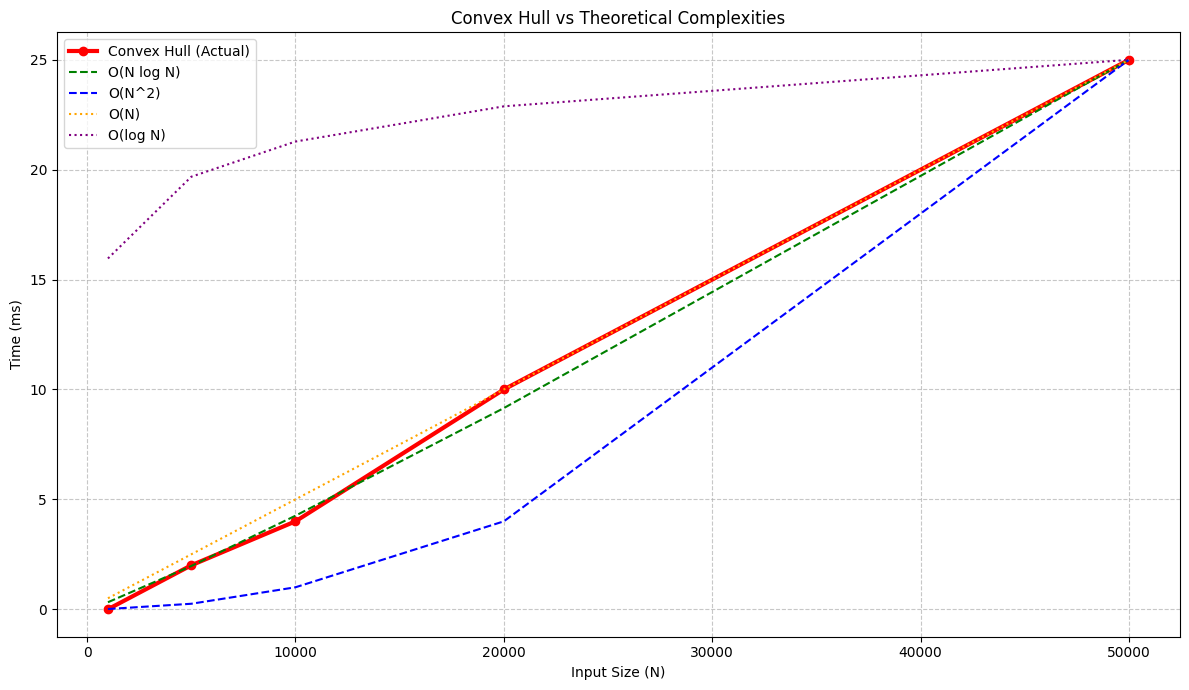 Convex Hull vs Theoretical Complexities
Convex Hull (Actual)
O(N log N)
O(N^2)
O(N)
O(log N)
Time (ms)
25
20
15
10
5
0
0 10000 20000 30000 40000 50000
Input Size (N)